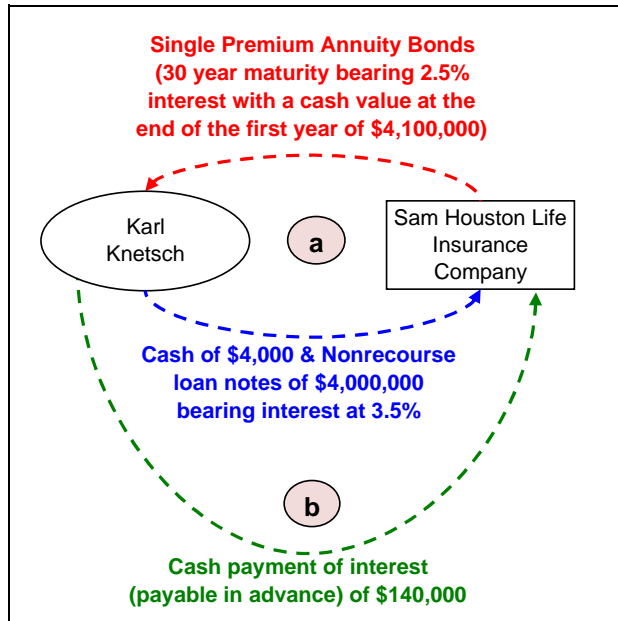 Single Premium Annuity Bonds
(30 year maturity bearing 2.5%
interest with a cash value at the
end of the first year of $4,100,000)
Karl
Knetsch
a
Sam Houston Life
Insurance
Company
Cash of $4,000 & Nonrecourse
loan notes of $4,000,000
bearing interest at 3.5%
b
Cash payment of interest
(payable in advance) of $140,000